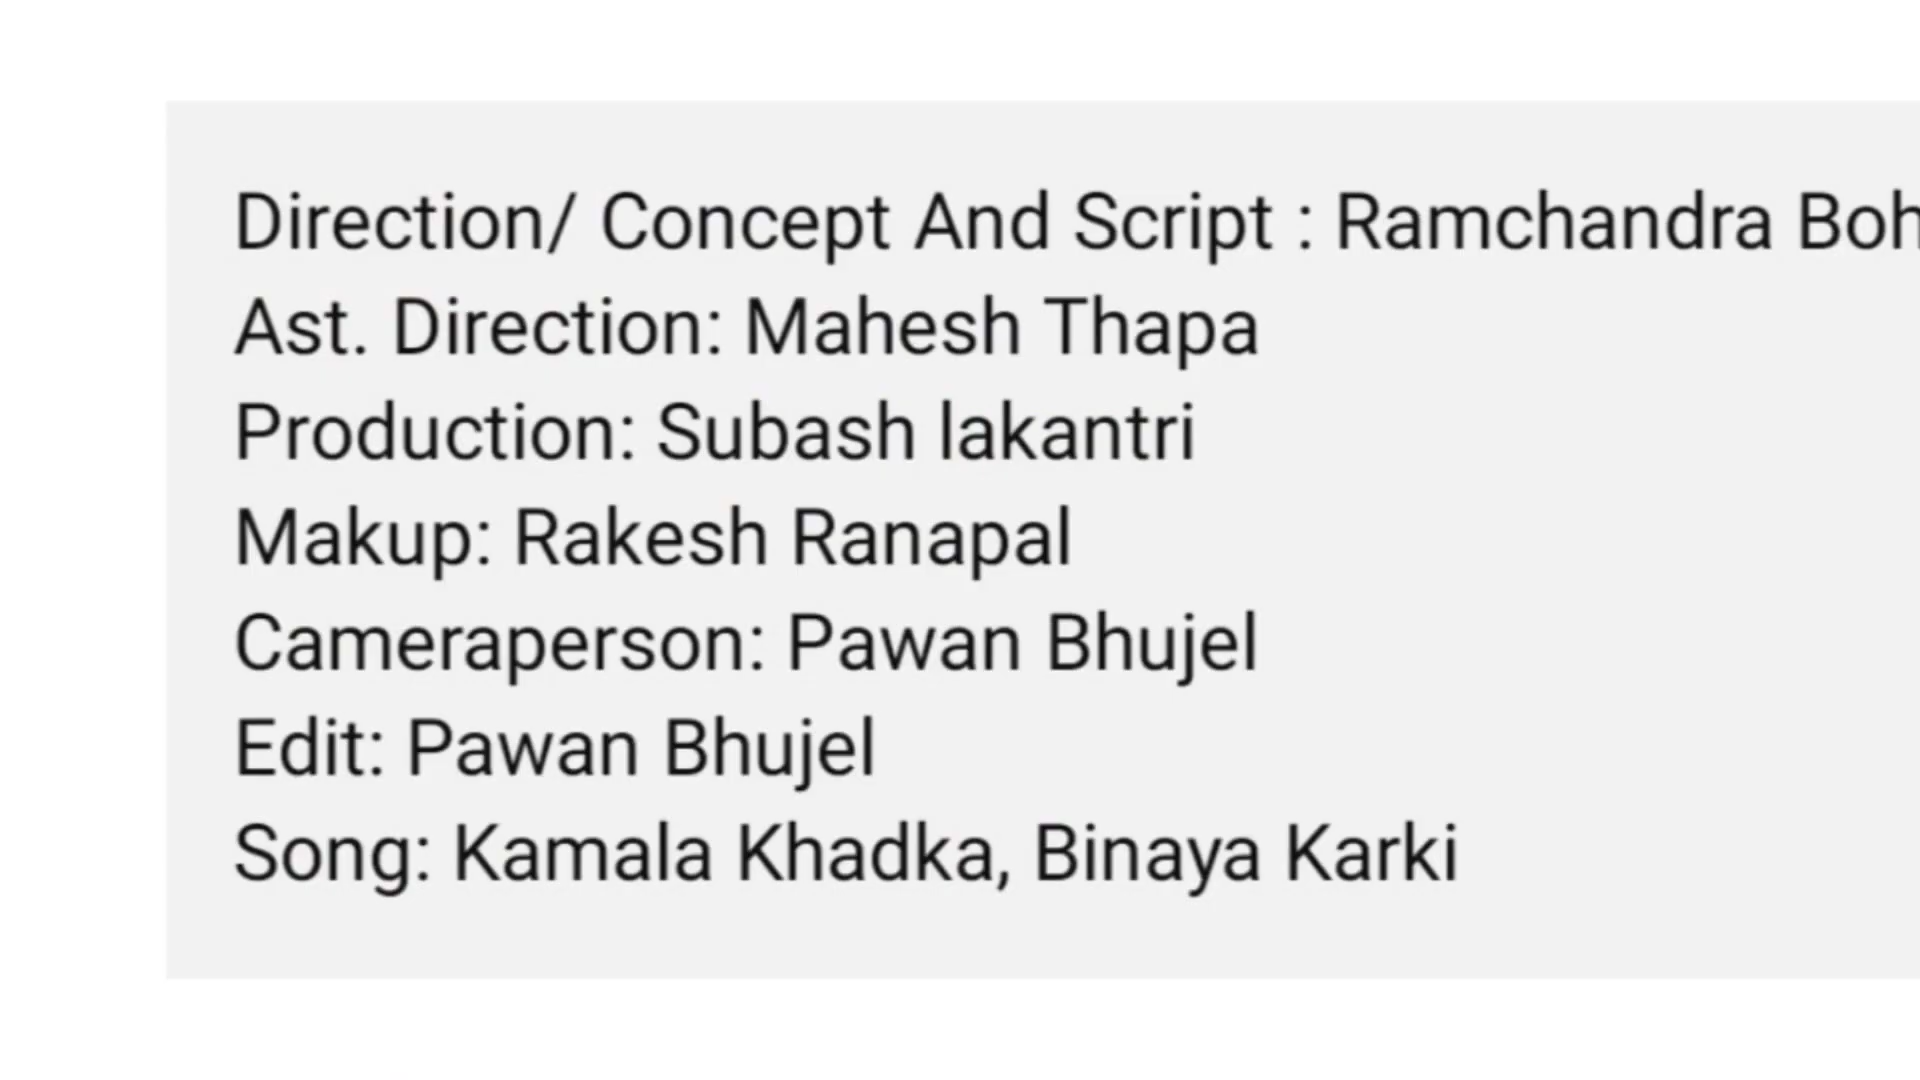 Direction/ Concept And Script : Ramchandra Boh
Ast. Direction: Mahesh Thapa
Production: Subash lakantri
Makup: Rakesh Ranapal
Cameraperson: Pawan Bhujel
Edit: Pawan Bhujel
Song: Kamala Khadka, Binaya Karki